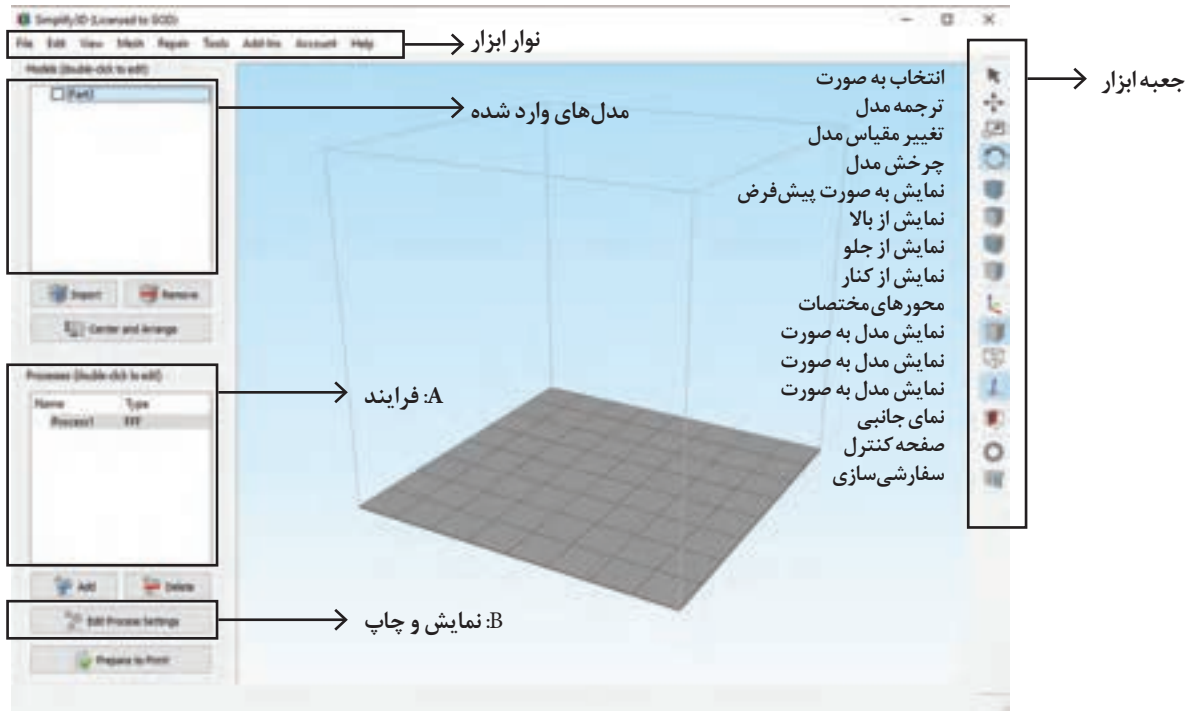 Simplify3D (Licensed to GOD)
File Edit View Mesh Repair Tools Add-Ins Account Help
نوار ابزار
Models (double-click to edit)
Part1
مدل‌های وارد شده
جعبه ابزار
انتخاب به صورت
ترجمه مدل
تغییر مقیاس مدل
چرخش مدل
نمایش به صورت پیش‌فرض
نمایش از بالا
نمایش از جلو
نمایش از کنار
محورهای مختصات
نمایش مدل به صورت
نمایش مدل به صورت
نمایش مدل به صورت
نمای جانبی
صفحه کنترل
سفارشی‌سازی
Import Remove
Center and Arrange
Processes (double-click to edit)
Name Type
Process1 FFF
A: فرایند
Add Delete
Edit Process Settings
B: نمایش و چاپ
Prepare to Print